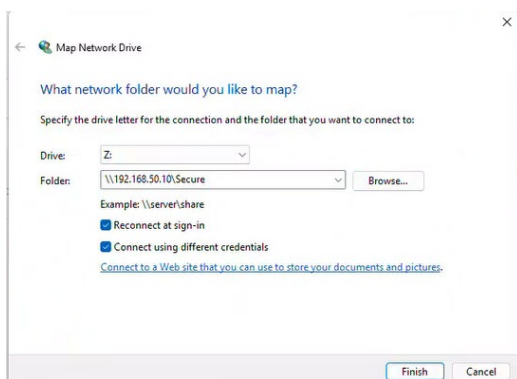 Map Network Drive
What network folder would you like to map?
Specify the drive letter for the connection and the folder that you want to connect to:
Drive: Z:
Folder: \\192.168.50.10\Secure Browse...
Example: \\server\share
Reconnect at sign-in
Connect using different credentials
Connect to a Web site that you can use to store your documents and pictures.
Finish Cancel